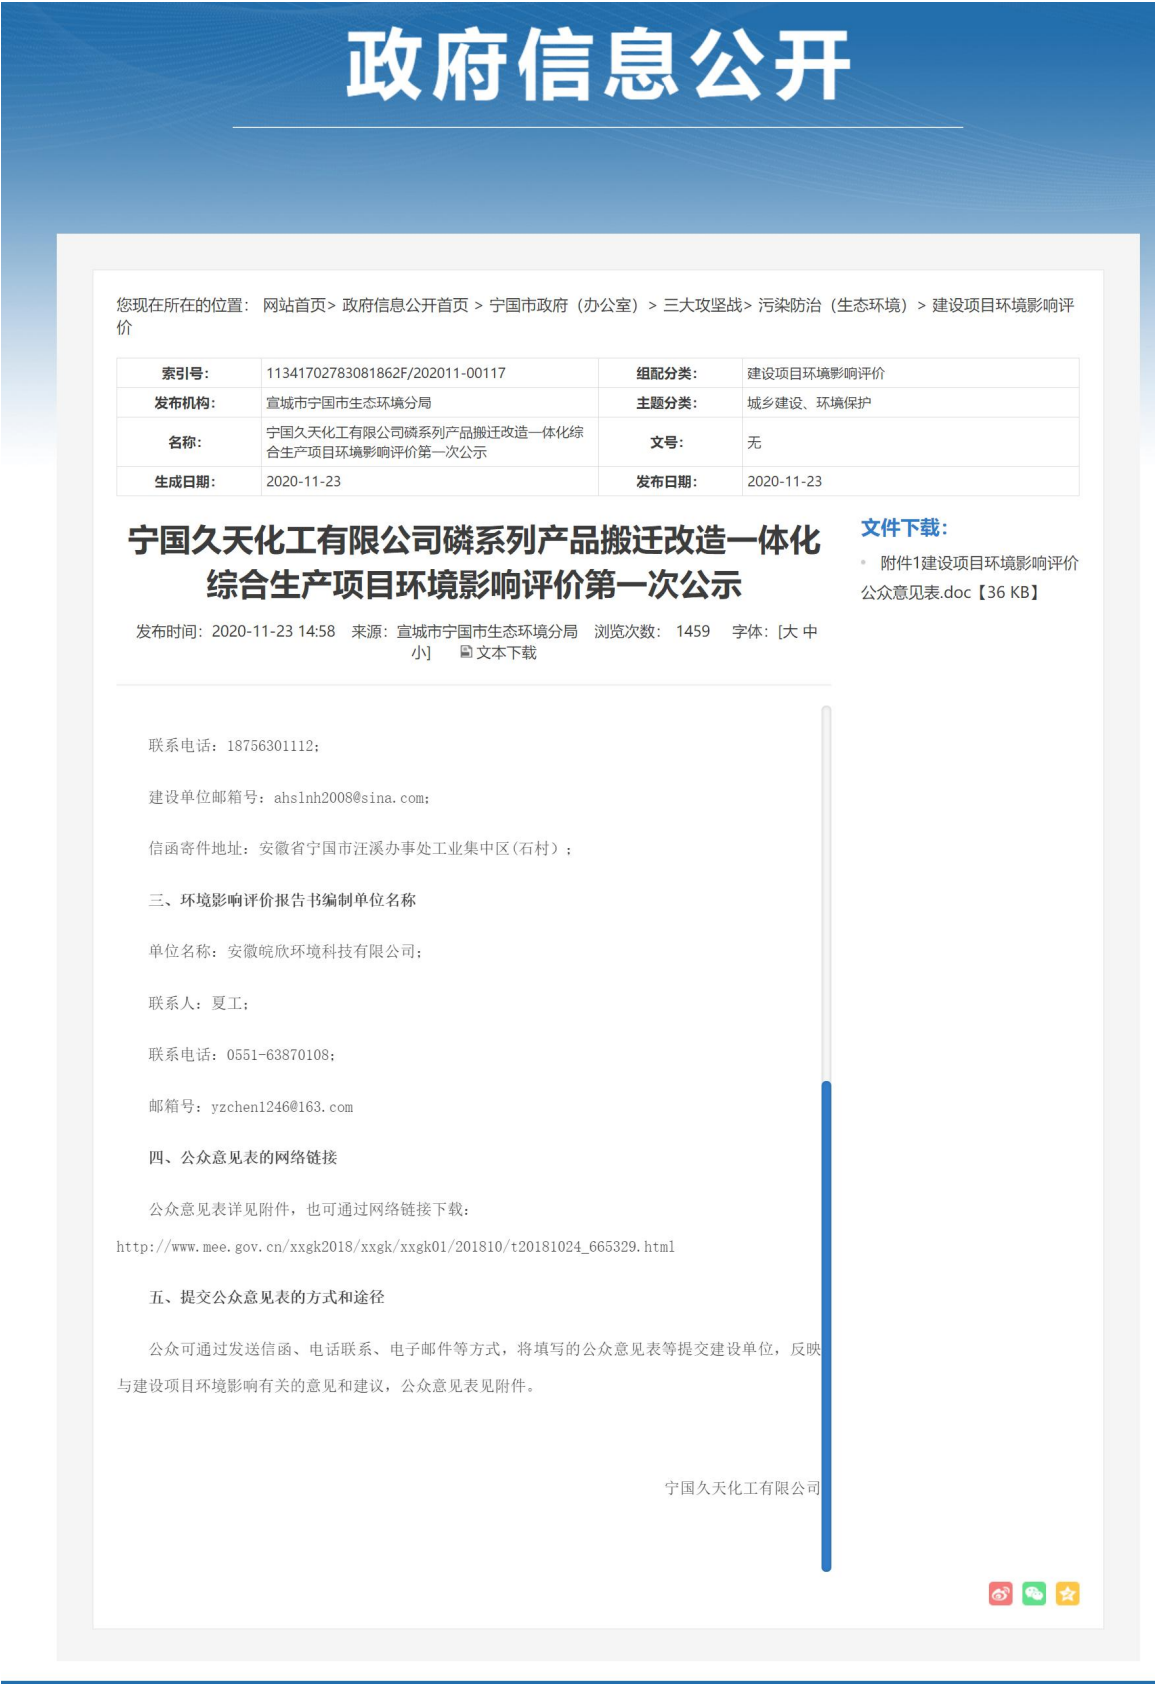 政府信息公开
您现在所在的位置： 网站首页> 政府信息公开首页 > 宁国市政府（办公室）> 三大攻坚战> 污染防治（生态环境）> 建设项目环境影响评
价
索引号： 11341702783081862F/202011-00117 组配分类： 建设项目环境影响评价
发布机构： 宣城市宁国市生态环境分局 主题分类： 城乡建设、环境保护
名称： 宁国久天化工有限公司磷系列产品搬迁改造一体化综
合生产项目环境影响评价第一次公示 文号： 无
生成日期： 2020-11-23 发布日期： 2020-11-23
宁国久天化工有限公司磷系列产品搬迁改造一体化
综合生产项目环境影响评价第一次公示
发布时间：2020-11-23 14:58 来源：宣城市宁国市生态环境分局 浏览次数： 1459 字体：[大 中
小] 文本下载
文件下载：
附件1建设项目环境影响评价
公众意见表.doc【36 KB】
联系电话：18756301112;
建设单位邮箱号：ahslnh2008@sina.com;
信函寄件地址：安徽省宁国市汪溪办事处工业集中区(石村）;
三、环境影响评价报告书编制单位名称
单位名称：安徽皖欣环境科技有限公司;
联系人：夏工;
联系电话：0551-63870108;
邮箱号：yzchen1246@163.com
四、公众意见表的网络链接
公众意见表详见附件，也可通过网络链接下载：
http://www.mee.gov.cn/xxgk2018/xxgk/xxgk01/201810/t20181024_665329.html
五、提交公众意见表的方式和途径
公众可通过发送信函、电话联系、电子邮件等方式，将填写的公众意见表等提交建设单位，反映
与建设项目环境影响有关的意见和建议，公众意见表见附件。
宁国久天化工有限公司